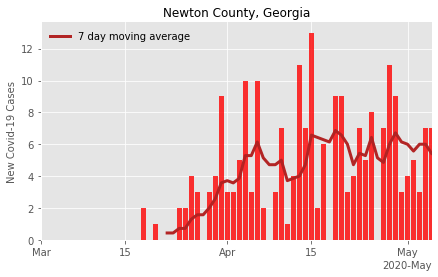 Newton County, Georgia
7 day moving average
New Covid-19 Cases
12
10
8
6
4
2
0
Mar
15
Apr
15
May
2020-May